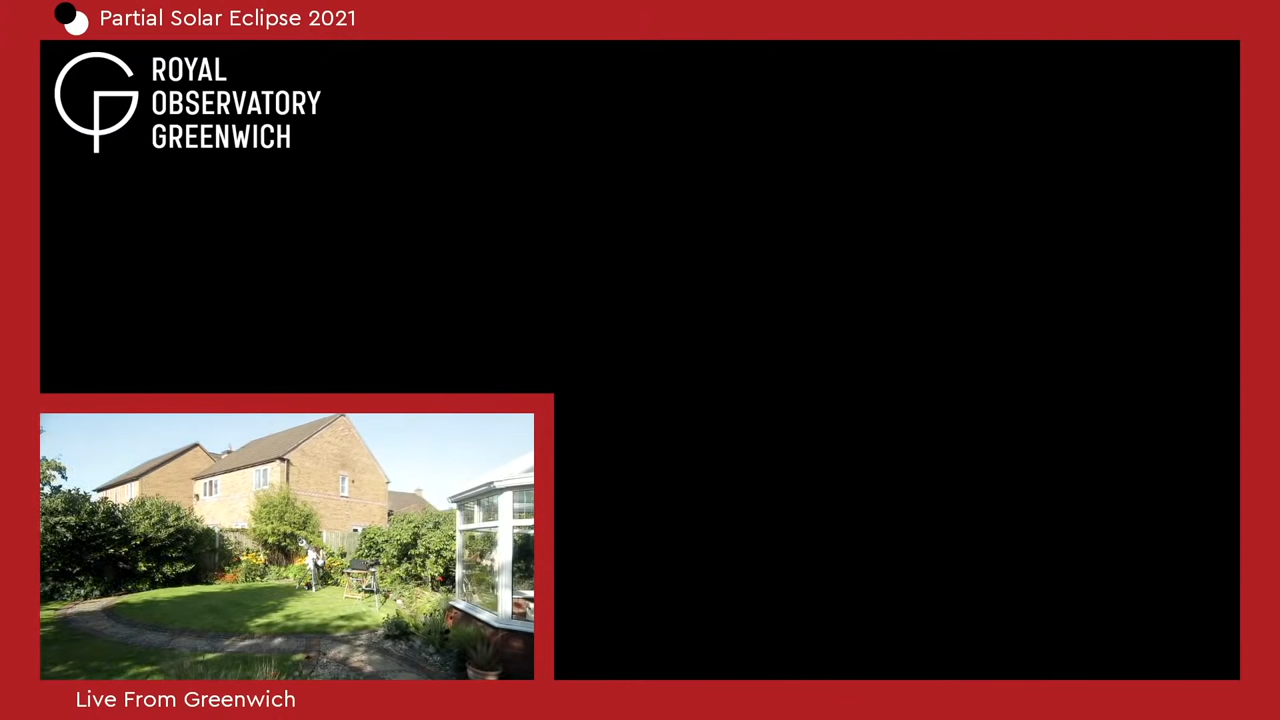 Partial Solar Eclipse 2021
ROYAL
OBSERVATORY
GREENWICH
Live From Greenwich